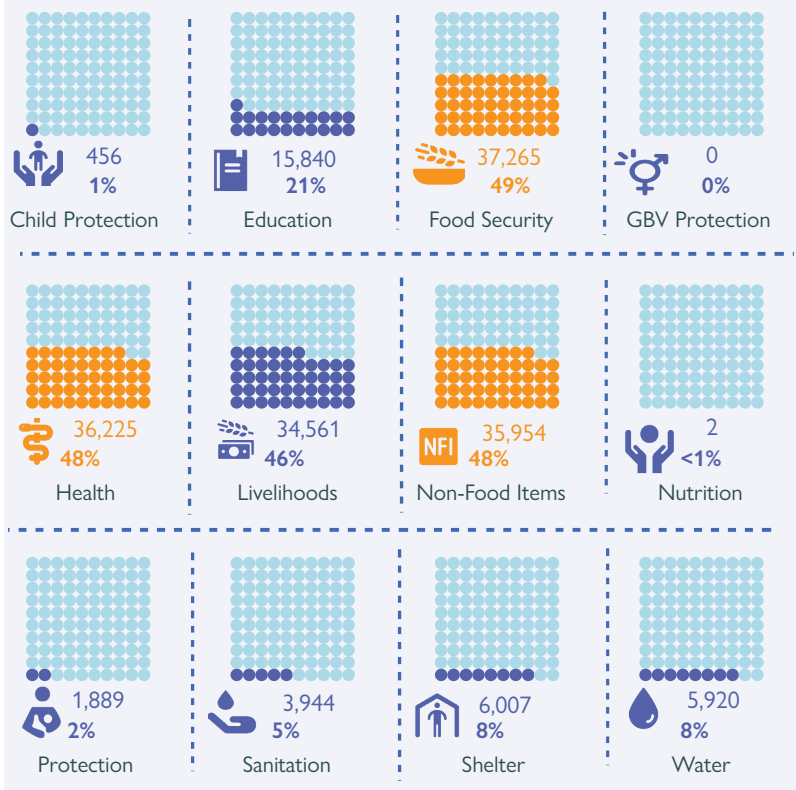 456
1%
Child Protection
15,840
21%
Education
37,265
49%
Food Security
0
0%
GBV Protection
36,225
48%
Health
34,561
46%
Livelihoods
NFI
35,954
48%
Non-Food Items
2
<1%
Nutrition
1,889
2%
Protection
3,944
5%
Sanitation
6,007
8%
Shelter
5,920
8%
Water